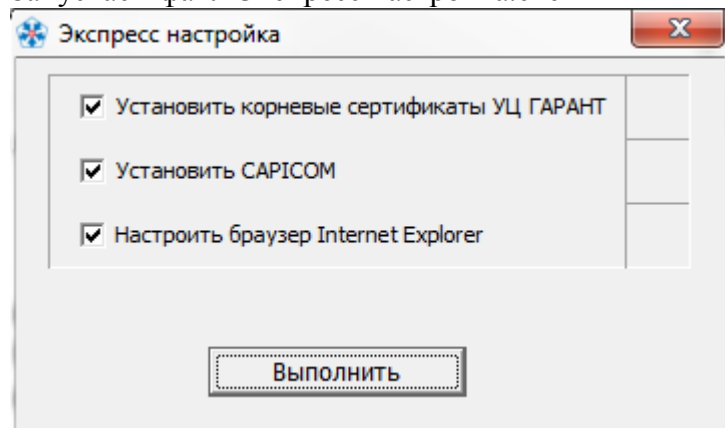 Экспресс настройка
Установить корневые сертификаты УЦ ГАРАНТ
Установить CAPICOM
Настроить браузер Internet Explorer
Выполнить